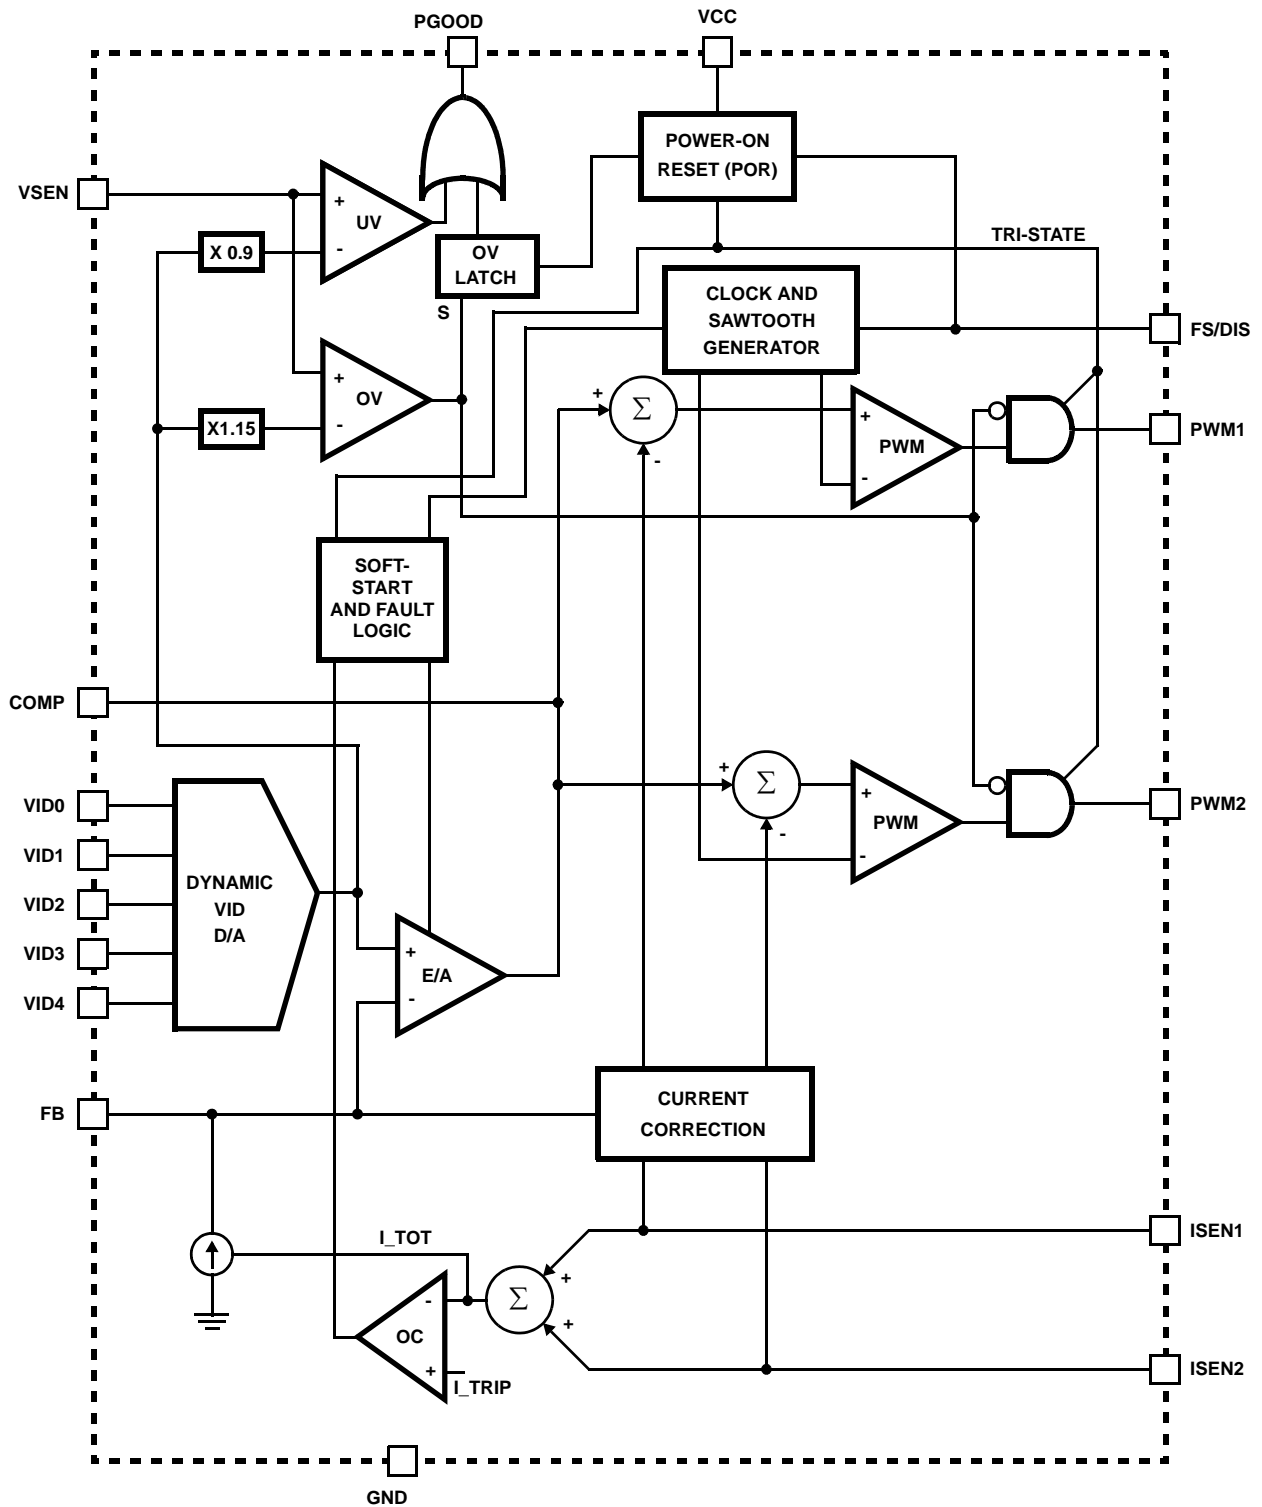 PGOOD
VCC
POWER-ON
RESET (POR)
VSEN
+
UV
-
X 0.9
OV
LATCH
S
TRI-STATE
CLOCK AND
SAWTOOTH
GENERATOR
FS/DIS
+
OV
-
X1.15
+
Σ
-
+
PWM
-
PWM1
SOFT-
START
AND FAULT
LOGIC
COMP
+
Σ
-
+
PWM
-
PWM2
VID0
VID1
VID2
VID3
VID4
DYNAMIC
VID
D/A
+
E/A
-
FB
CURRENT
CORRECTION
I_TOT
ISEN1
+
Σ
+
-
OC
+
I_TRIP
ISEN2
GND